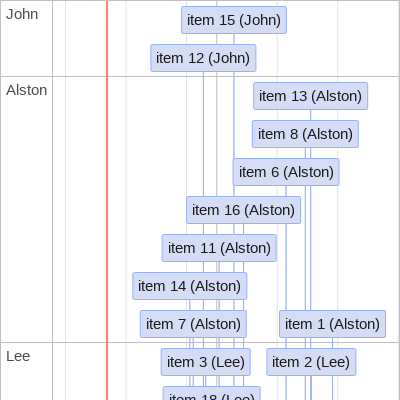 John
item 15 (John)
item 12 (John)
Alston
item 13 (Alston)
item 8 (Alston)
item 6 (Alston)
item 16 (Alston)
item 11 (Alston)
item 14 (Alston)
item 7 (Alston)
item 1 (Alston)
Lee
item 3 (Lee)
item 2 (Lee)
item 18 (Lee)